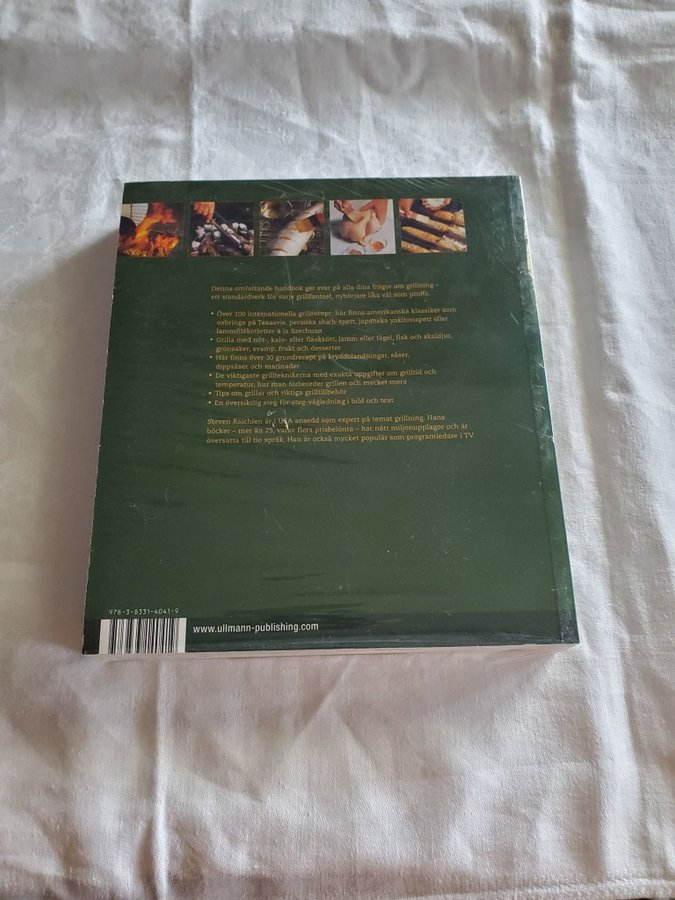 Denna omfattande handbok ger svar på alla dina frågor om grillning –
ett standardverk för varje grillfantast, nybörjare lika väl som proffs.
• Över 100 internationella grillrecept: här finns amerikanska klassiker som
oxbringa på Texasvis, persiska shish-spett, japanska yakitorispett eller
lammfilékotletter à la Szechuan
• Grilla med nöt-, kalv- eller fläskkött, lamm eller fågel, fisk och skaldjur,
grönsaker, svamp, frukt och desserter
• Här finns över 30 grundrecept på kryddblandningar, såser,
dippsåser och marinader
• De viktigaste grillteknikerna med exakta uppgifter om grilltid och
temperatur, hur man förbereder grillen och mycket mera
• Tips om grillar och riktiga grilltillbehör
• En översiktlig steg-för-steg-vägledning i bild och text
Steven Raichlen är i USA ansedd som expert på temat grillning. Hans
böcker – mer än 25, varav flera prisbelönta – har nått miljonupplagor och är
översatta till tio språk. Han är också mycket populär som programledare i TV.
978-3-8331-4041-9
www.ullmann-publishing.com